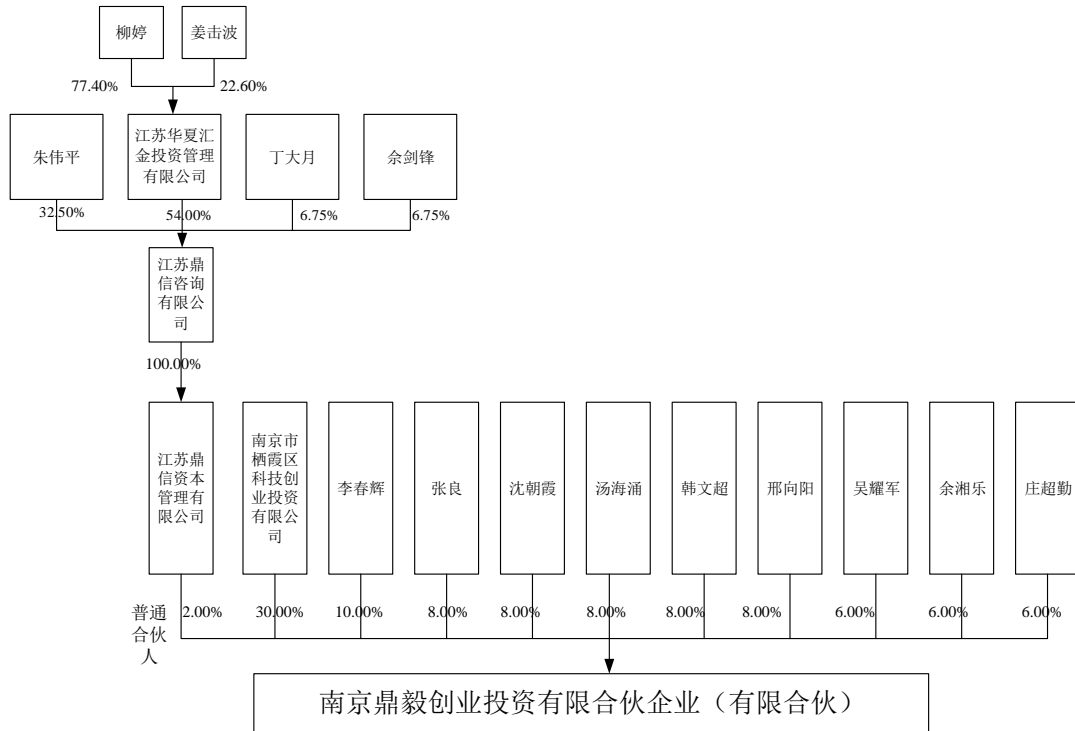 柳婷
姜击波
77.40%
22.60%
朱伟平
江苏华夏汇
金投资管理
有限公司
丁大月
佘剑锋
32.50%
54.00%
6.75%
6.75%
江苏鼎
信咨询
有限公
司
100.00%
江苏鼎
信资本
管理有
限公司
南京市
栖霞区
科技创
业投资
有限公
司
李春辉
张良
沈朝霞
汤海涌
韩文超
邢向阳
吴耀军
余湘乐
庄超勤
普通
合伙
人
2.00%
30.00%
10.00%
8.00%
8.00%
8.00%
8.00%
8.00%
6.00%
6.00%
6.00%
南京鼎毅创业投资有限合伙企业（有限合伙）